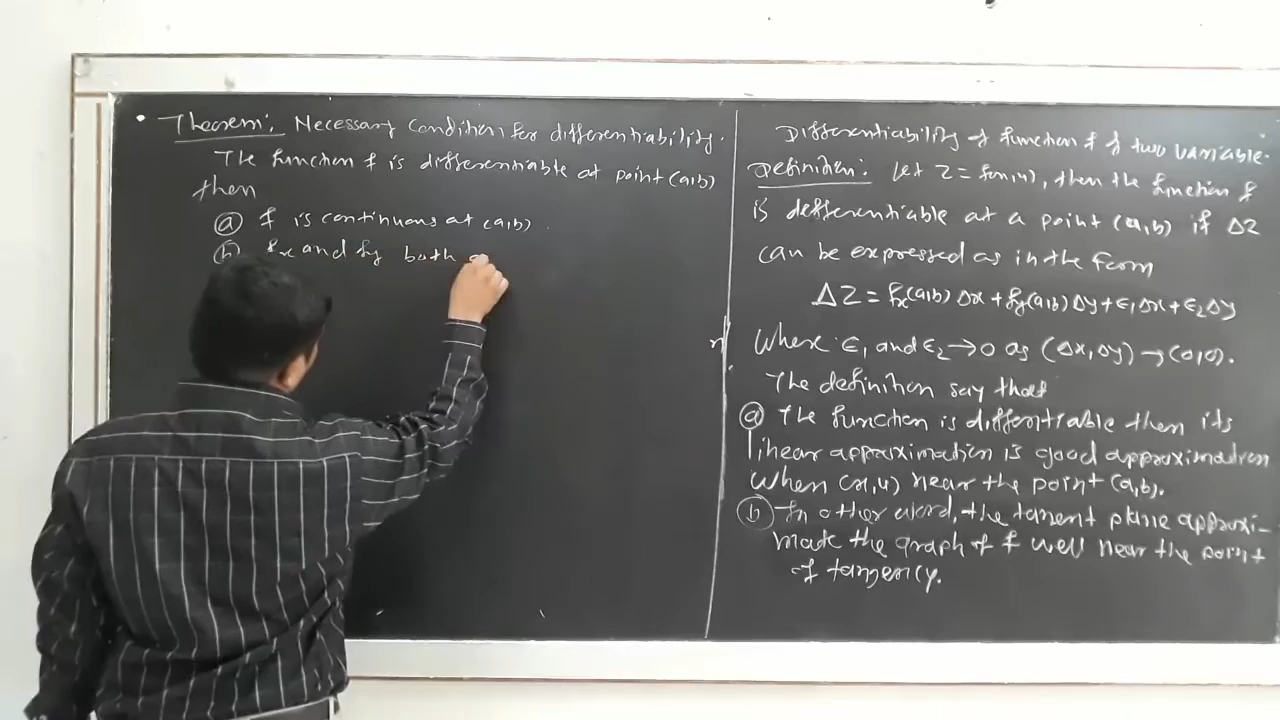 Theorem: Necessary Condition for differentiability.
The function f is differentiable at point (a,b)
then
(a) f is continuous at (a,b).
(b) fx and fy both
Differentiability of function f of two variable.
Definition: Let z = f(x,y), then the function f
is defferentiable at a point (a,b) if Δz
can be expressed as in the form
Δz = fx(a,b) Δx + fy(a,b) Δy + ϵ1Δx + ϵ2Δy
Where ϵ1 and ϵ2 → 0 as (Δx,Δy) → (0,0).
The definition say that
(a) The function is differntiable then its
linear approximation is good approximation
When (x,y) near the point (a,b).
(b) In other word, the tangent plane approxi-
mate the graph of f well near the point
of tangency.